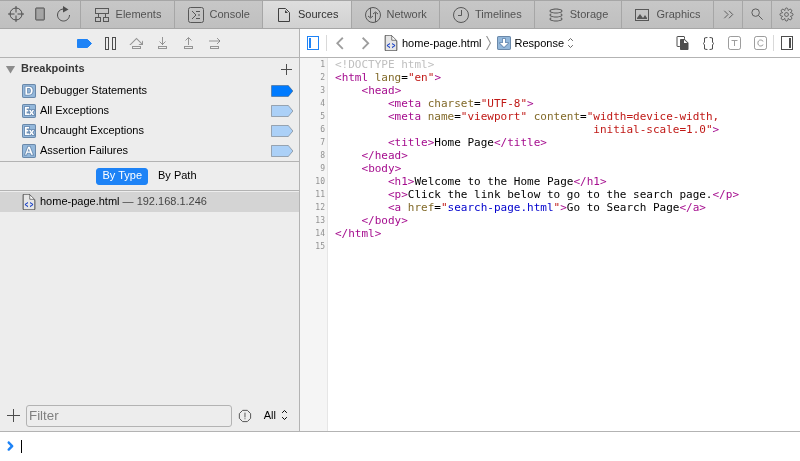 Elements Console Sources Network Timelines Storage Graphics
home-page.html Response
T C
Breakpoints
D Debugger Statements
Ex All Exceptions
Ex Uncaught Exceptions
A Assertion Failures
By Type By Path
home-page.html — 192.168.1.246
1 <!DOCTYPE html>
2 <html lang="en">
3 <head>
4 <meta charset="UTF-8">
5 <meta name="viewport" content="width=device-width,
6 initial-scale=1.0">
7 <title>Home Page</title>
8 </head>
9 <body>
10 <h1>Welcome to the Home Page</h1>
11 <p>Click the link below to go to the search page.</p>
12 <a href="search-page.html">Go to Search Page</a>
13 </body>
14 </html>
15
Filter All